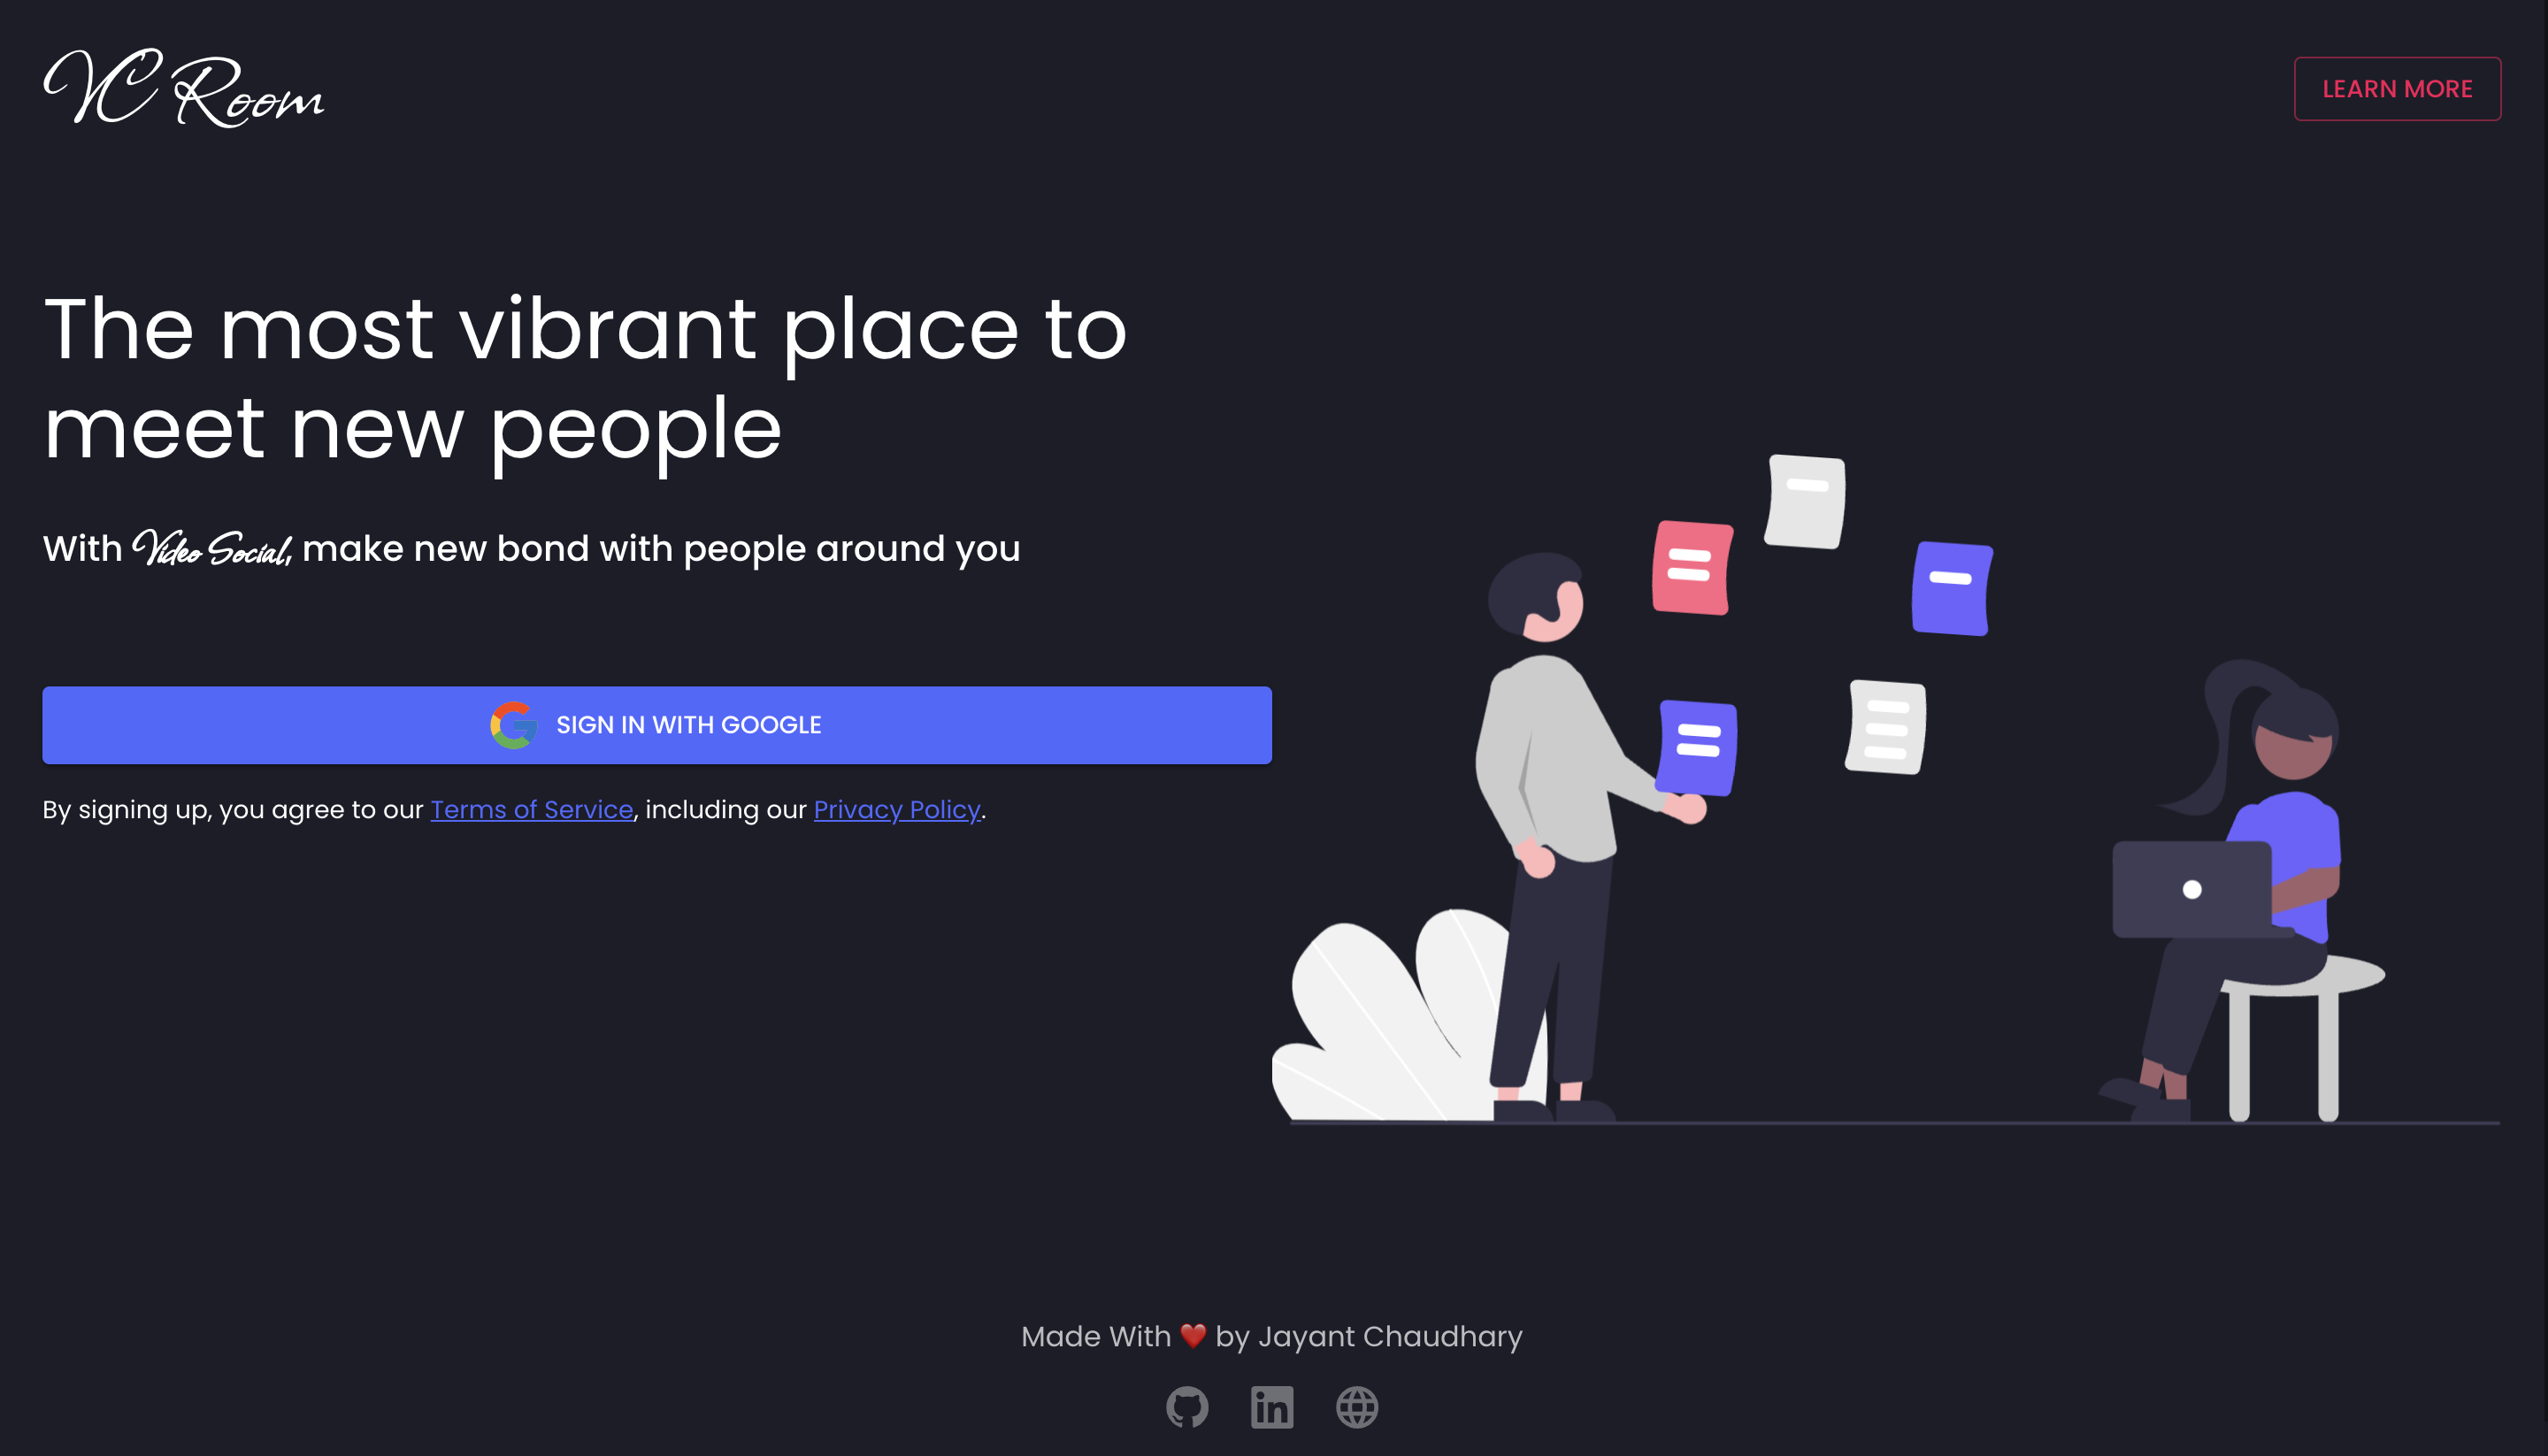 VC Room
LEARN MORE
The most vibrant place to
meet new people
With Video Social, make new bond with people around you
SIGN IN WITH GOOGLE
By signing up, you agree to our Terms of Service, including our Privacy Policy.
Made With ❤️ by Jayant Chaudhary
in